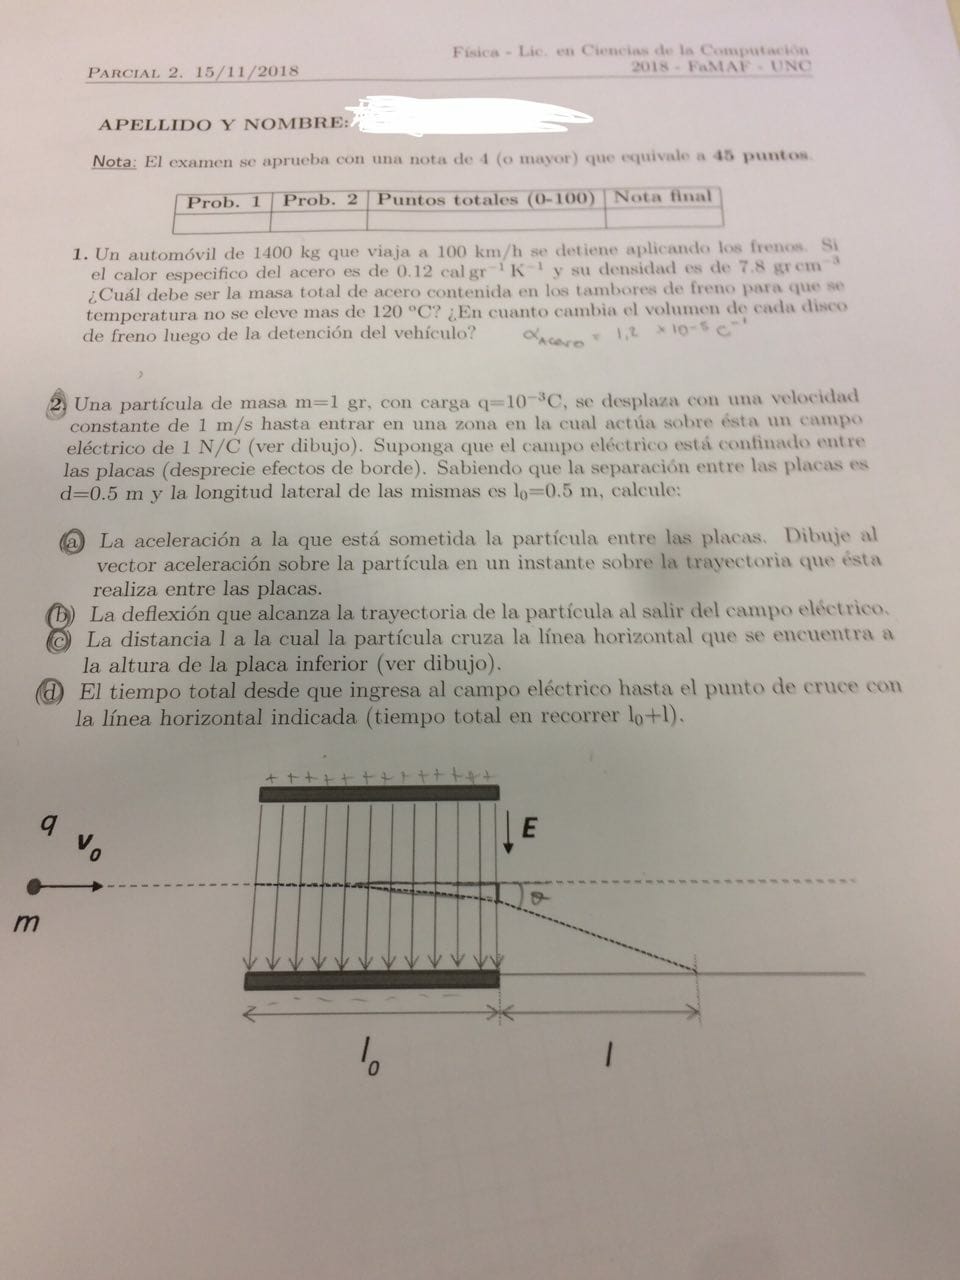 Física - Lic. en Ciencias de la Computación
PARCIAL 2. 15/11/2018 2018 - FaMAF - UNC
APELLIDO Y NOMBRE:
Nota: El examen se aprueba con una nota de 4 (o mayor) que equivale a 45 puntos.
Prob. 1 Prob. 2 Puntos totales (0-100) Nota final
1. Un automóvil de 1400 kg que viaja a 100 km/h se detiene aplicando los frenos. Si
el calor especifico del acero es de 0.12 cal gr⁻¹ K⁻¹ y su densidad es de 7.8 gr cm⁻³
¿Cuál debe ser la masa total de acero contenida en los tambores de freno para que se
temperatura no se eleve mas de 120 ºC? ¿En cuanto cambia el volumen de cada disco
de freno luego de la detención del vehículo? α Acero = 1,2 × 10⁻⁵ C⁻¹
2. Una partícula de masa m=1 gr, con carga q=10⁻³C, se desplaza con una velocidad
constante de 1 m/s hasta entrar en una zona en la cual actúa sobre ésta un campo
eléctrico de 1 N/C (ver dibujo). Suponga que el campo eléctrico está confinado entre
las placas (desprecie efectos de borde). Sabiendo que la separación entre las placas es
d=0.5 m y la longitud lateral de las mismas es l₀=0.5 m, calcule:
(a) La aceleración a la que está sometida la partícula entre las placas. Dibuje al
vector aceleración sobre la partícula en un instante sobre la trayectoria que ésta
realiza entre las placas.
(b) La deflexión que alcanza la trayectoria de la partícula al salir del campo eléctrico.
(c) La distancia l a la cual la partícula cruza la línea horizontal que se encuentra a
la altura de la placa inferior (ver dibujo).
(d) El tiempo total desde que ingresa al campo eléctrico hasta el punto de cruce con
la línea horizontal indicada (tiempo total en recorrer l₀+l).
+ + + + + + + + + + + +
q
v₀
E
θ
m
- - - - - -
l₀
l